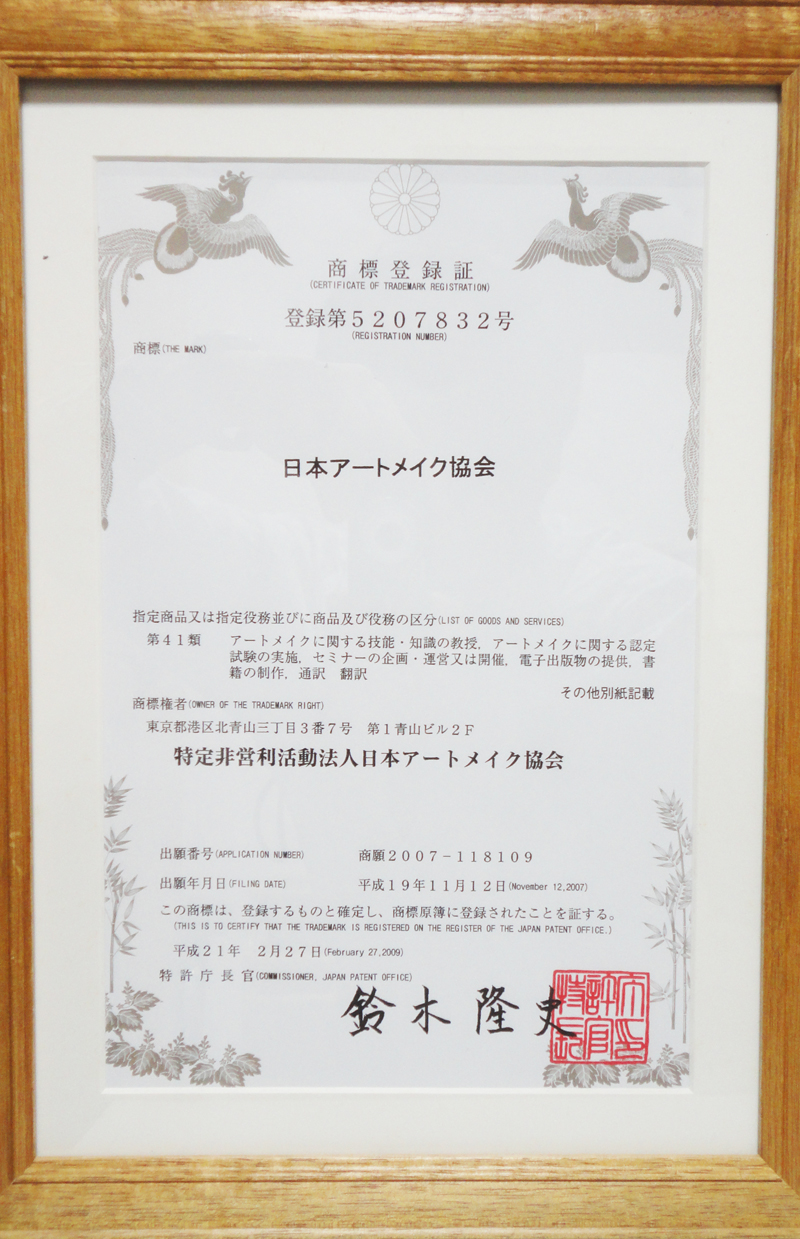 商標登録証
(CERTIFICATE OF TRADEMARK REGISTRATION)
登録第5207832号
(REGISTRATION NUMBER)
商標(THE MARK)
日本アートメイク協会
指定商品又は指定役務並びに商品及び役務の区分(LIST OF GOODS AND SERVICES)
第41類 アートメイクに関する技能・知識の教授，アートメイクに関する認定
試験の実施，セミナーの企画・運営又は開催，電子出版物の提供，書
籍の制作，通訳 翻訳
その他別紙記載
商標権者(OWNER OF THE TRADEMARK RIGHT)
東京都港区北青山三丁目3番7号 第1青山ビル2F
特定非営利活動法人日本アートメイク協会
出願番号(APPLICATION NUMBER) 商願2007-118109
出願年月日(FILING DATE) 平成19年11月12日(November 12,2007)
この商標は、登録するものと確定し、商標原簿に登録されたことを証する。
(THIS IS TO CERTIFY THAT THE TRADEMARK IS REGISTERED ON THE REGISTER OF THE JAPAN PATENT OFFICE.)
平成21年 2月27日(February 27,2009)
特許庁長官(COMMISSIONER, JAPAN PATENT OFFICE)
鈴木隆史
特許庁長官之印